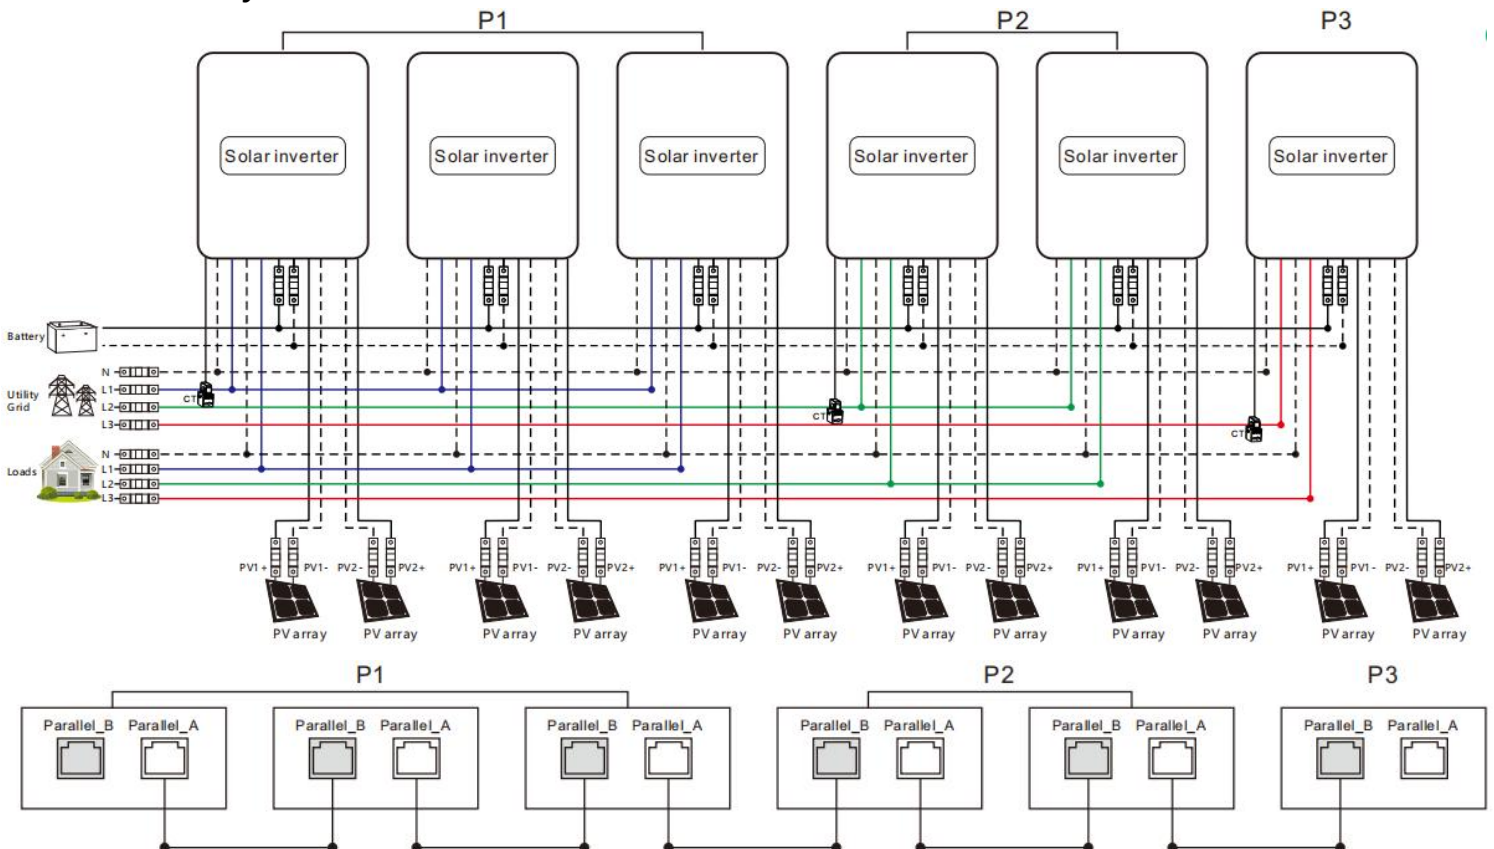 P1 P2 P3
Solar inverter Solar inverter Solar inverter Solar inverter Solar inverter Solar inverter
Battery
+ -
Utility
Grid
N
L1
L2
L3
CT CT CT
Loads
N
L1
L2
L3
PV1+ PV1- PV2- PV2+ PV1+ PV1- PV2- PV2+ PV1+ PV1- PV2- PV2+ PV1+ PV1- PV2- PV2+ PV1+ PV1- PV2- PV2+ PV1+ PV1- PV2- PV2+
PV array PV array PV array PV array PV array PV array PV array PV array PV array PV array PV array PV array
P1 P2 P3
Parallel_B Parallel_A Parallel_B Parallel_A Parallel_B Parallel_A Parallel_B Parallel_A Parallel_B Parallel_A Parallel_B Parallel_A